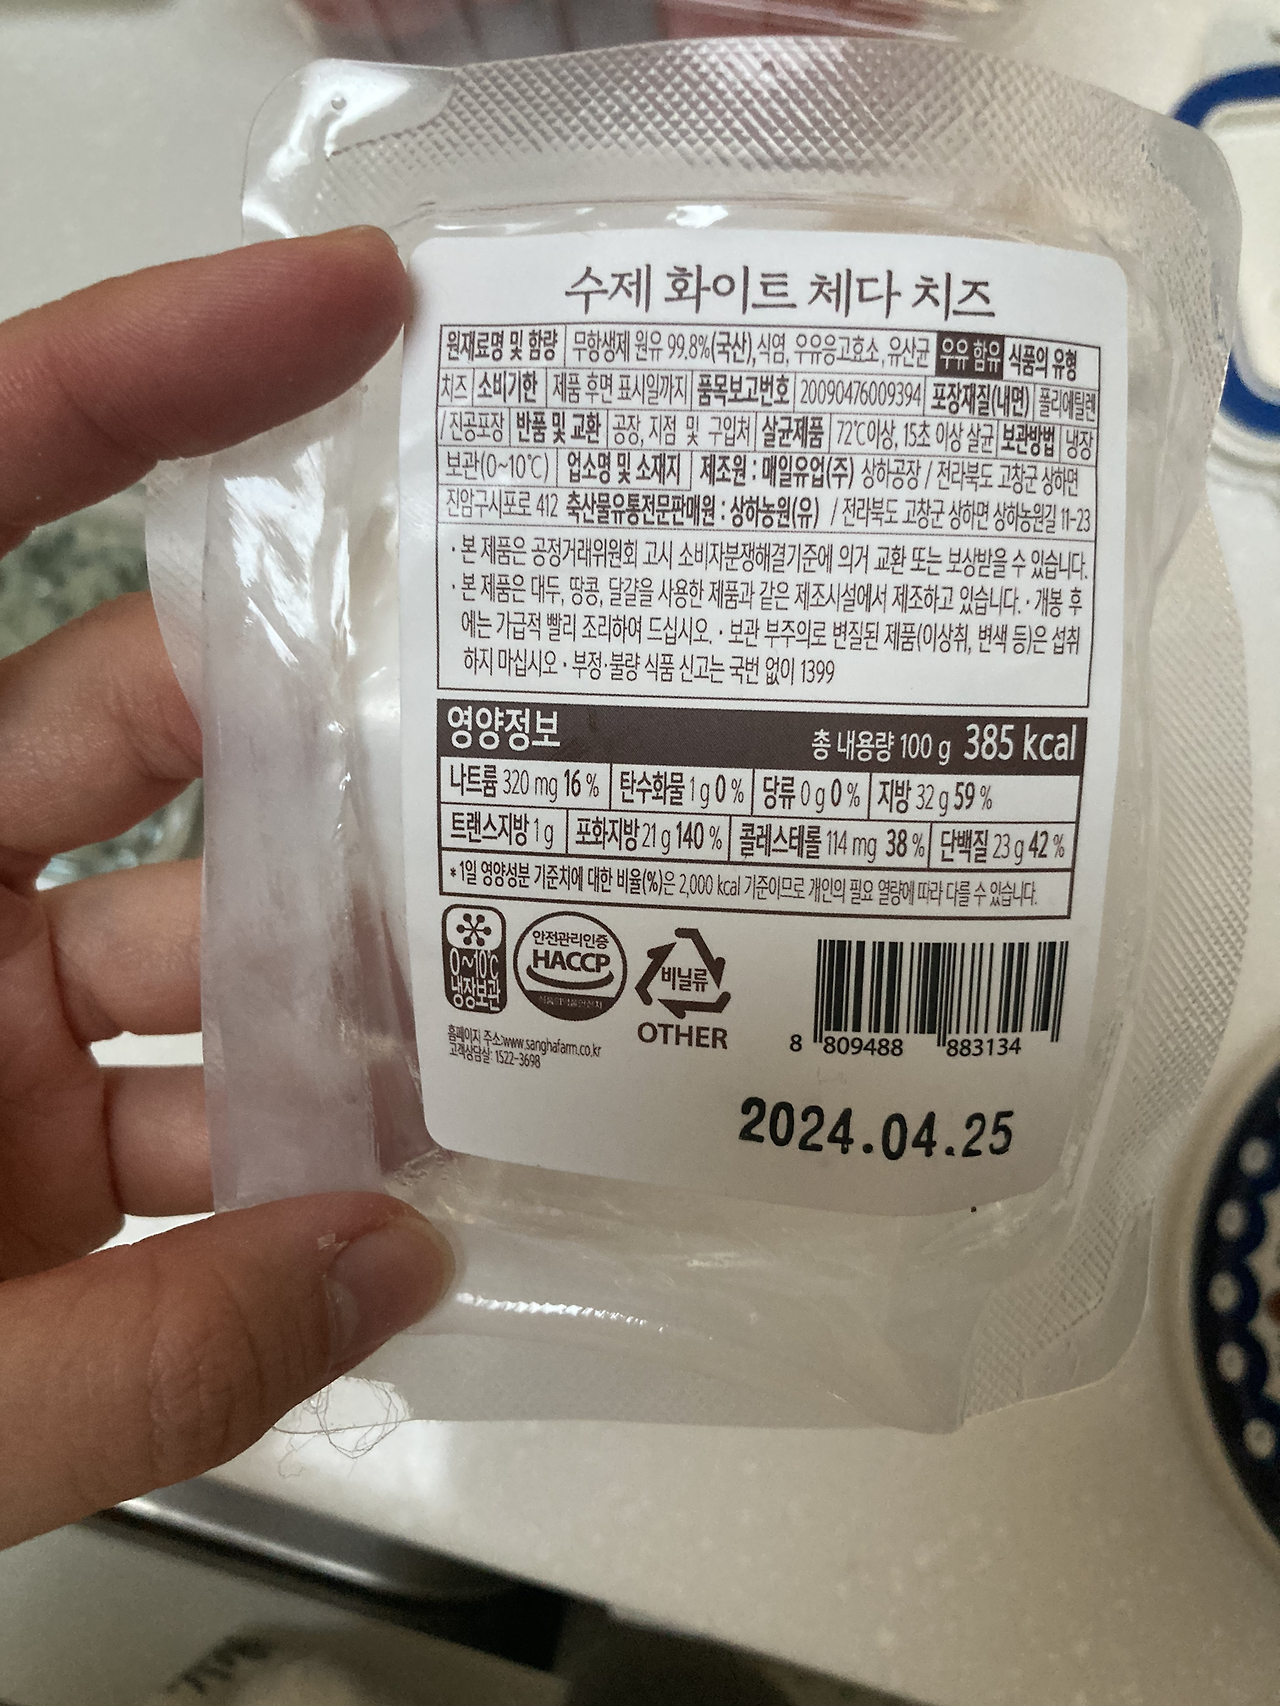 수제 화이트 체다 치즈
원재료명 및 함량 무항생제 원유 99.8%(국산), 식염, 우유응고효소, 유산균 우유 함유 식품의 유형
치즈 소비기한 제품 후면 표시일까지 품목보고번호 20090476009394 포장재질(내면) 폴리에틸렌
/ 진공포장 반품 및 교환 공장, 지점 및 구입처 살균제품 72℃이상, 15초 이상 살균 보관방법 냉장
보관(0~10℃) 업소명 및 소재지 제조원 : 매일유업(주) 상하공장 / 전라북도 고창군 상하면
진암구시포로 412 축산물유통전문판매원 : 상하농원(유) / 전라북도 고창군 상하면 상하농원길 11-23
· 본 제품은 공정거래위원회 고시 소비자분쟁해결기준에 의거 교환 또는 보상받을 수 있습니다.
· 본 제품은 대두, 땅콩, 달걀을 사용한 제품과 같은 제조시설에서 제조하고 있습니다. · 개봉 후
에는 가급적 빨리 조리하여 드십시오. · 보관 부주의로 변질된 제품(이상취, 변색 등)은 섭취
하지 마십시오 · 부정·불량 식품 신고는 국번 없이 1399
영양정보 총 내용량 100 g 385 kcal
나트륨 320 mg 16 % 탄수화물 1 g 0 % 당류 0 g 0 % 지방 32 g 59 %
트랜스지방 1 g 포화지방 21 g 140 % 콜레스테롤 114 mg 38 % 단백질 23 g 42 %
* 1일 영양성분 기준치에 대한 비율(%)은 2,000 kcal 기준이므로 개인의 필요 열량에 따라 다를 수 있습니다.
0~10℃
냉장보관
안전관리인증
HACCP
식품의약품안전처
비닐류
OTHER
홈페이지 주소:www.sanghafarm.co.kr
고객상담실: 1522-3698
8 809488 883134
2024.04.25